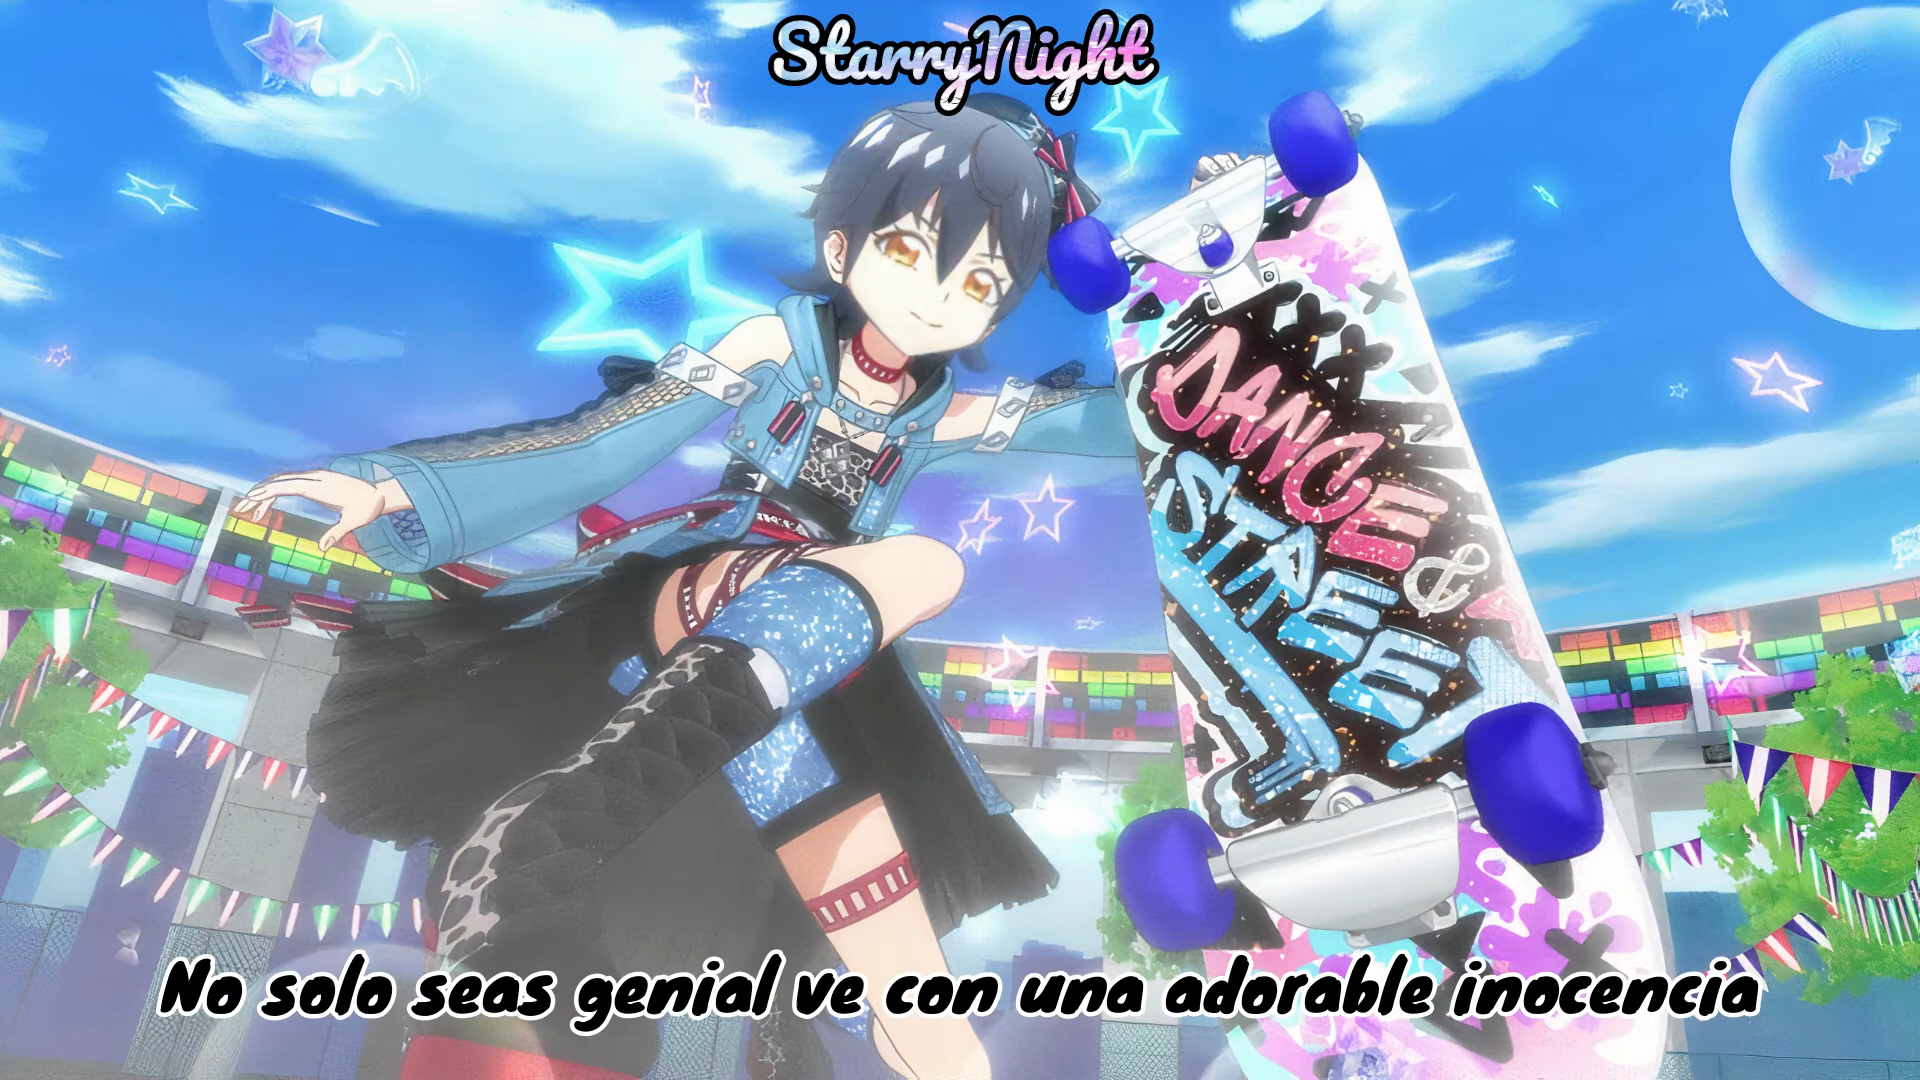 StarryNight
DANCE
& STREET
No solo seas genial ve con una adorable inocencia